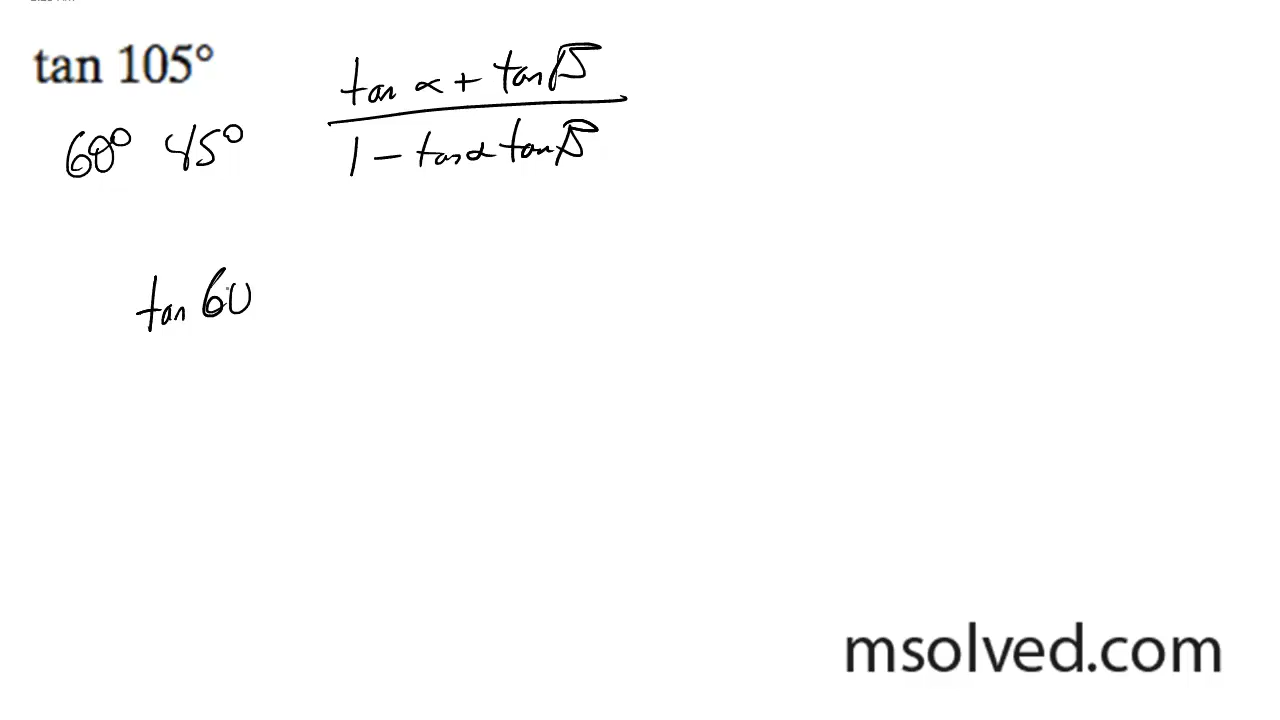 tan 105°
60° 45°
tan α + tan β
1 - tan α tan β
tan 60
msolved.com